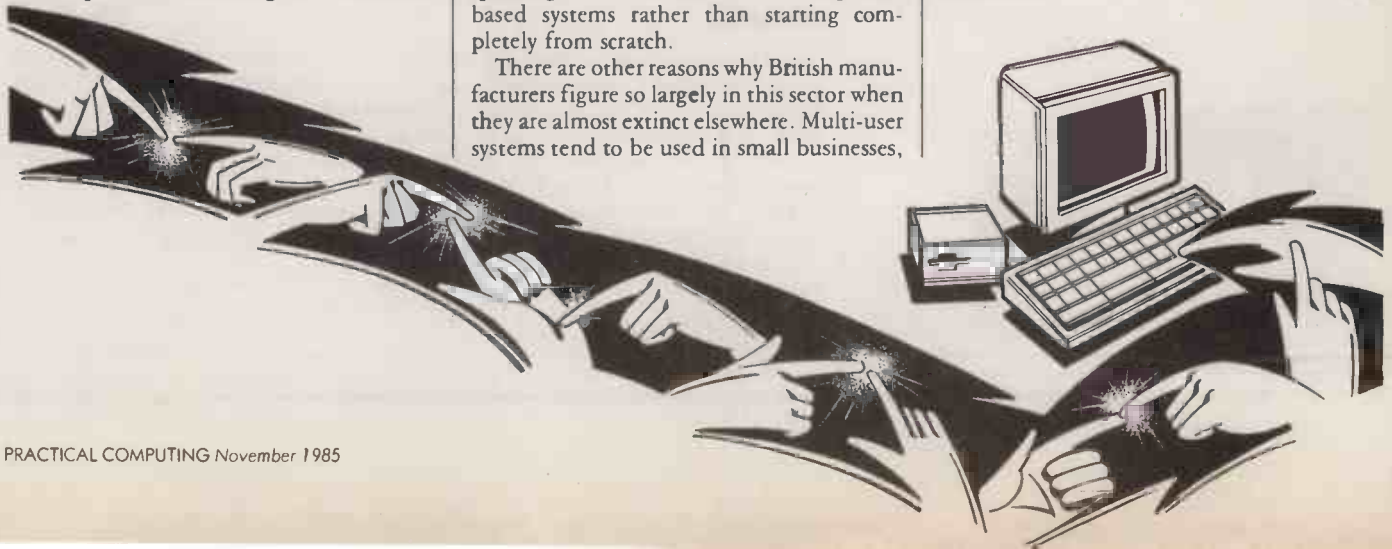 based systems rather than starting com-
pletely from scratch.
There are other reasons why British manu-
facturers figure so largely in this sector when
they are almost extinct elsewhere. Multi-user
systems tend to be used in small businesses,
PRACTICAL COMPUTING November 1985